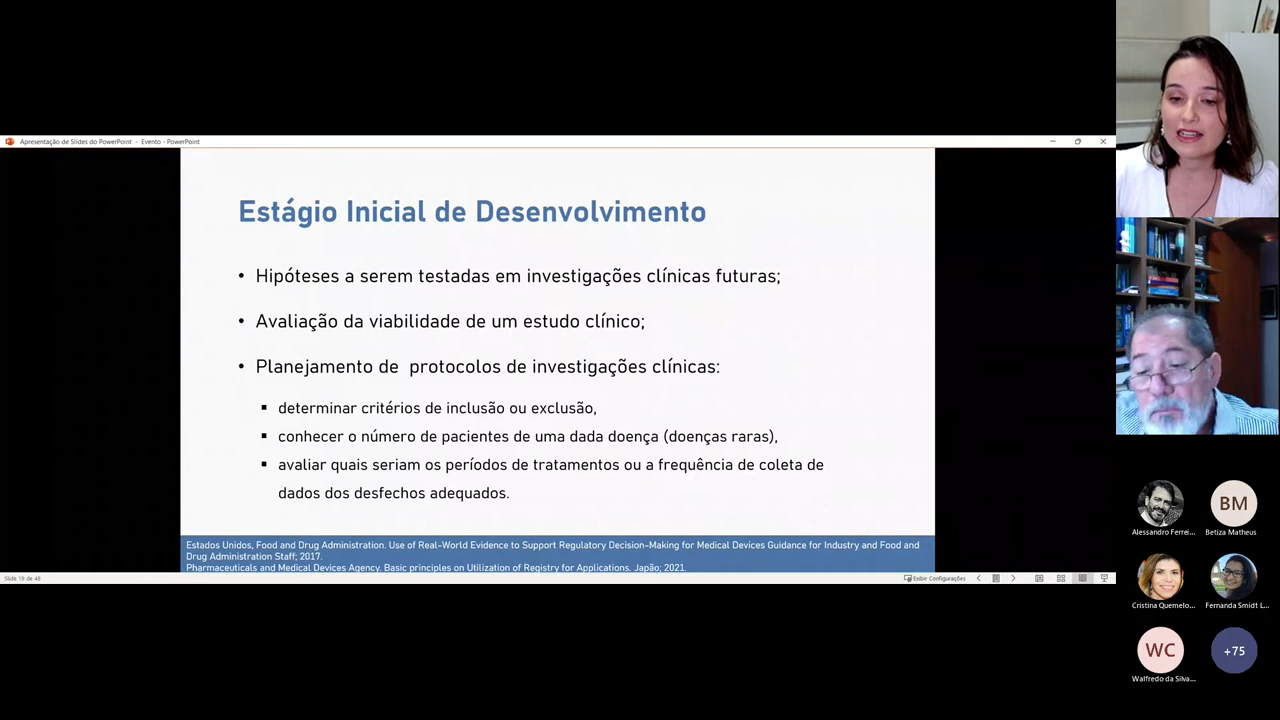 Apresentação de Slides do PowerPoint - Evento - PowerPoint
Estágio Inicial de Desenvolvimento
• Hipóteses a serem testadas em investigações clínicas futuras;
• Avaliação da viabilidade de um estudo clínico;
• Planejamento de protocolos de investigações clínicas:
▪ determinar critérios de inclusão ou exclusão,
▪ conhecer o número de pacientes de uma dada doença (doenças raras),
▪ avaliar quais seriam os períodos de tratamentos ou a frequência de coleta de
dados dos desfechos adequados.
Estados Unidos, Food and Drug Administration. Use of Real-World Evidence to Support Regulatory Decision-Making for Medical Devices Guidance for Industry and Food and
Drug Administration Staff; 2017.
Pharmaceuticals and Medical Devices Agency. Basic principles on Utilization of Registry for Applications. Japão; 2021.
Slide 19 de 40
Exibir Configurações
BM
Alessandro Ferrei...
Betiza Matheus
Cristina Quemelo...
Fernanda Smidt L...
WC
+75
Walfredo da Silva...